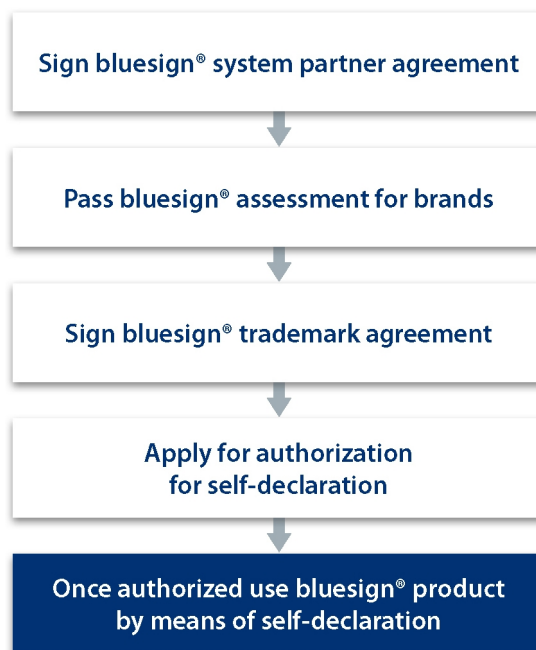 Sign bluesign® system partner agreement
Pass bluesign® assessment for brands
Sign bluesign® trademark agreement
Apply for authorization
for self-declaration
Once authorized use bluesign® product
by means of self-declaration